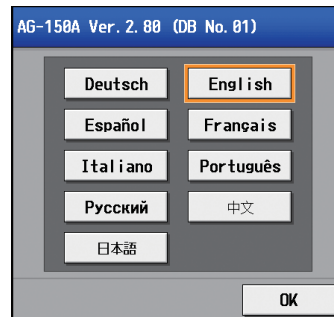 AG-150A Ver. 2. 80 (DB No. 01)
Deutsch English
Español Français
Italiano Português
Русский 中文
日本語
OK